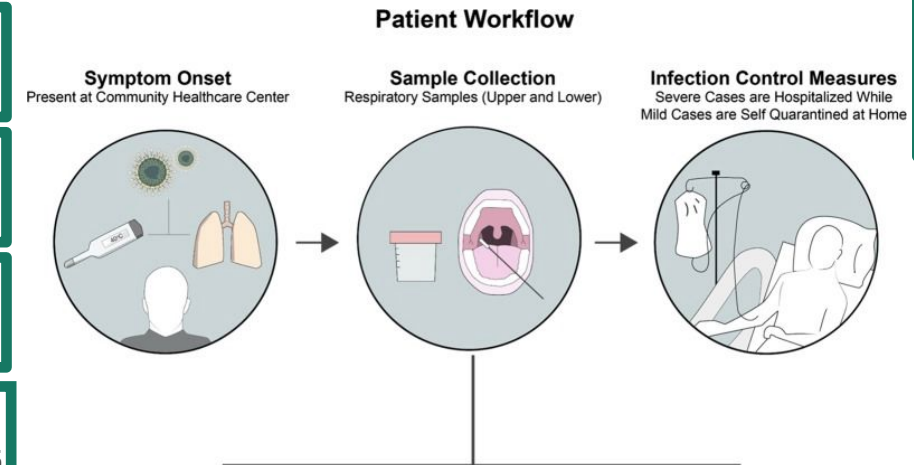 Patient Workflow
Symptom Onset
Present at Community Healthcare Center
Sample Collection
Respiratory Samples (Upper and Lower)
Infection Control Measures
Severe Cases are Hospitalized While
Mild Cases are Self Quarantined at Home
40°C